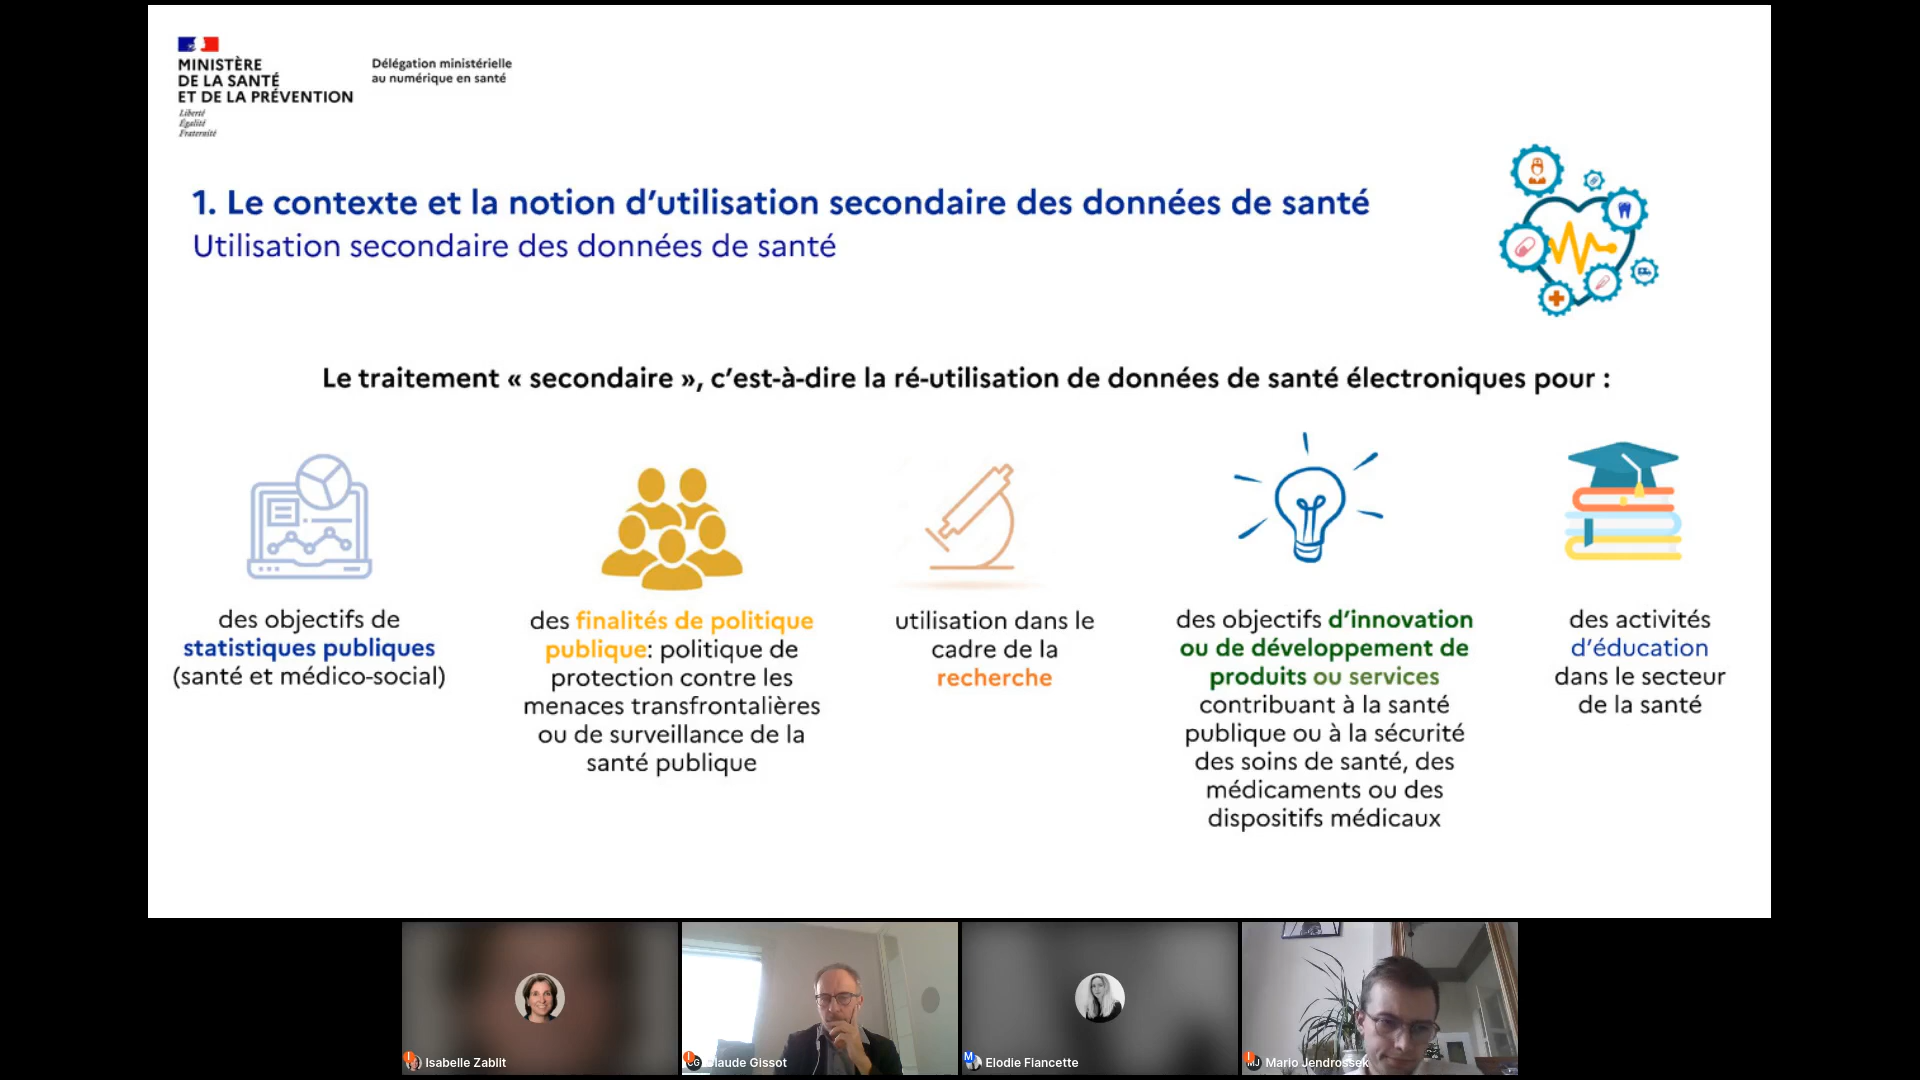 MINISTÈRE
DE LA SANTÉ
ET DE LA PRÉVENTION
Liberté
Égalité
Fraternité
Délégation ministérielle
au numérique en santé
1. Le contexte et la notion d’utilisation secondaire des données de santé
Utilisation secondaire des données de santé
Le traitement « secondaire », c’est-à-dire la ré-utilisation de données de santé électroniques pour :
des objectifs de
statistiques publiques
(santé et médico-social)
des finalités de politique
publique: politique de
protection contre les
menaces transfrontalières
ou de surveillance de la
santé publique
utilisation dans le
cadre de la
recherche
des objectifs d’innovation
ou de développement de
produits ou services
contribuant à la santé
publique ou à la sécurité
des soins de santé, des
médicaments ou des
dispositifs médicaux
des activités
d’éducation
dans le secteur
de la santé
I Isabelle Zablit
CG Claude Gissot
M Elodie Fiancette
MJ Mario Jendrossek